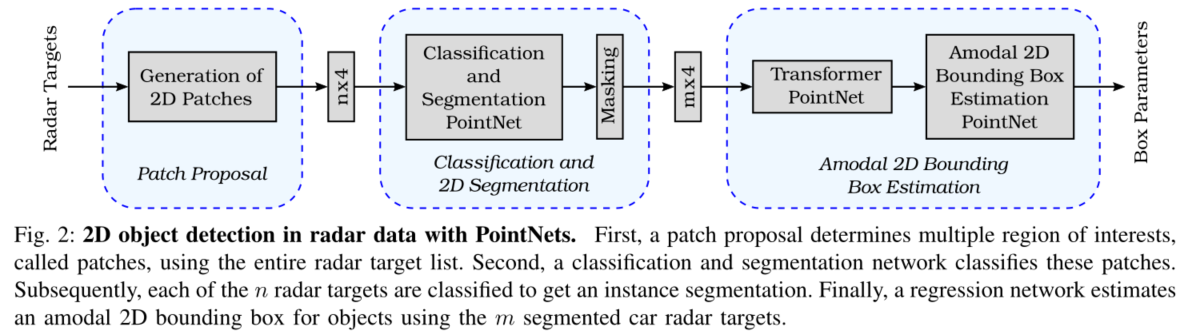 Radar Targets
Generation of
2D Patches
Patch Proposal
nx4
Classification
and
Segmentation
PointNet
Masking
Classification and
2D Segmentation
mx4
Transformer
PointNet
Amodal 2D
Bounding Box
Estimation
PointNet
Amodal 2D Bounding
Box Estimation
Box Parameters
Fig. 2: 2D object detection in radar data with PointNets. First, a patch proposal determines multiple region of interests,
called patches, using the entire radar target list. Second, a classification and segmentation network classifies these patches.
Subsequently, each of the n radar targets are classified to get an instance segmentation. Finally, a regression network estimates
an amodal 2D bounding box for objects using the m segmented car radar targets.